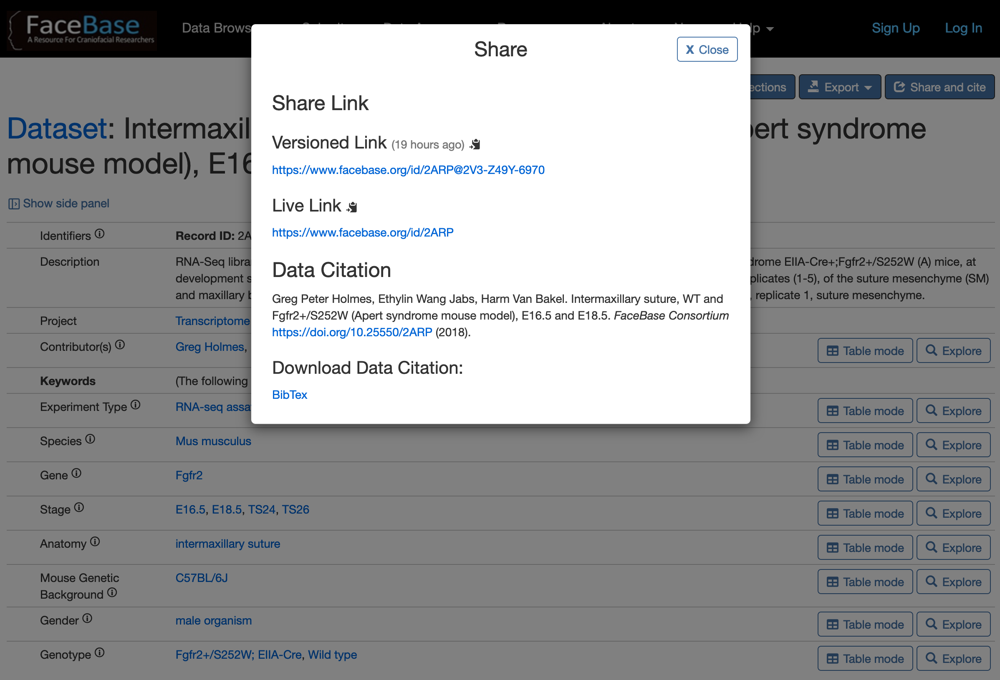 FaceBase
A Resource For Craniofacial Researchers
Data Brows
Sign Up
Log In
Share
X Close
ections
Export
Share and cite
Share Link
Dataset: Intermaxil
pert syndrome
mouse model), E16
Versioned Link (19 hours ago)
https://www.facebase.org/id/2ARP@2V3-Z49Y-6970
Show side panel
Live Link
https://www.facebase.org/id/2ARP
Identifiers
Record ID: 2A
Description
RNA-Seq libra
drome EIIA-Cre+;Fgfr2+/S252W (A) mice, at
development s
plicates (1-5), of the suture mesenchyme (SM)
and maxillary b
, replicate 1, suture mesenchyme.
Data Citation
Greg Peter Holmes, Ethylin Wang Jabs, Harm Van Bakel. Intermaxillary suture, WT and
Fgfr2+/S252W (Apert syndrome mouse model), E16.5 and E18.5. FaceBase Consortium
https://doi.org/10.25550/2ARP (2018).
Project
Transcriptome
Contributor(s)
Greg Holmes,
Table mode
Explore
Download Data Citation:
BibTex
Keywords
(The following
Experiment Type
RNA-seq assa
Table mode
Explore
Species
Mus musculus
Table mode
Explore
Gene
Fgfr2
Table mode
Explore
Stage
E16.5, E18.5, TS24, TS26
Table mode
Explore
Anatomy
intermaxillary suture
Table mode
Explore
Mouse Genetic
Background
C57BL/6J
Table mode
Explore
Gender
male organism
Table mode
Explore
Genotype
Fgfr2+/S252W; EIIA-Cre, Wild type
Table mode
Explore